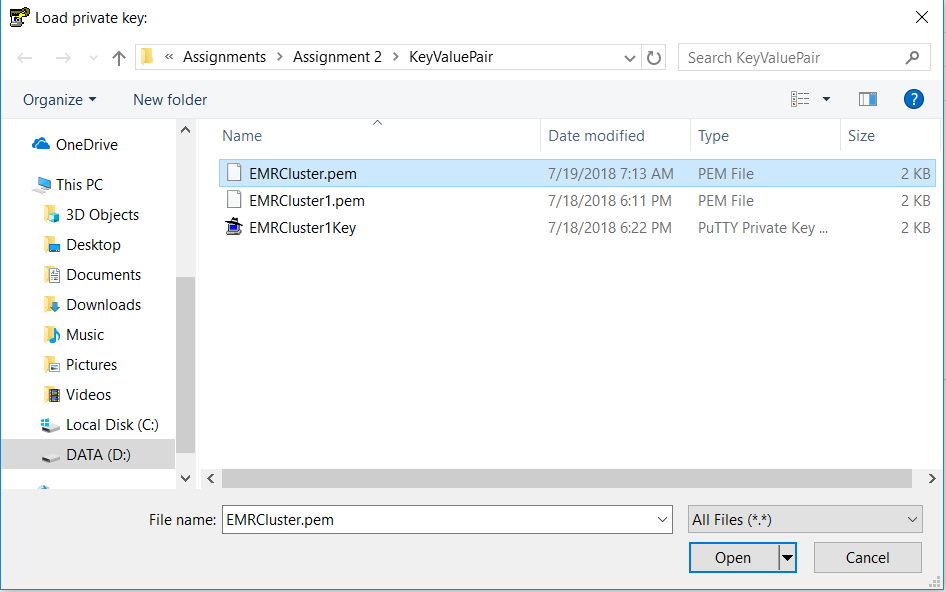 Load private key:
« Assignments > Assignment 2 > KeyValuePair
Search KeyValuePair
Organize
New folder
?
Name
Date modified
Type
Size
OneDrive
This PC
3D Objects
Desktop
Documents
Downloads
Music
Pictures
Videos
Local Disk (C:)
DATA (D:)
EMRCluster.pem 7/19/2018 7:13 AM PEM File 2 KB
EMRCluster1.pem 7/18/2018 6:11 PM PEM File 2 KB
EMRCluster1Key 7/18/2018 6:22 PM PuTTY Private Key ... 2 KB
File name: EMRCluster.pem
All Files (*.*)
Open
Cancel